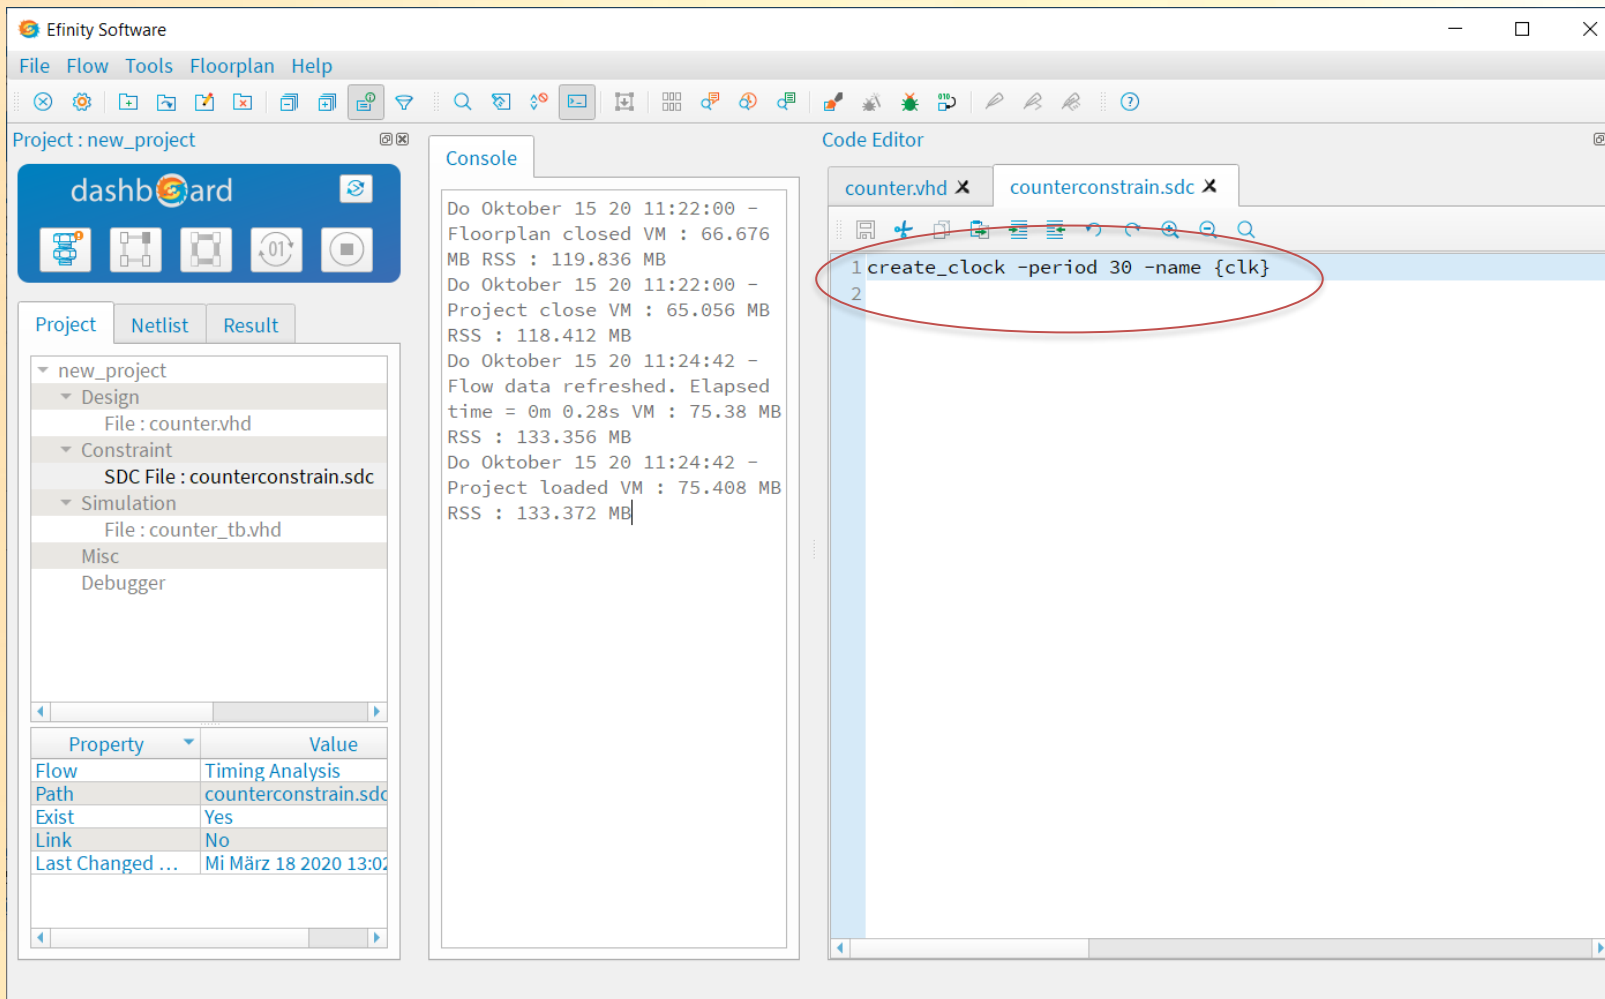 Efinity Software
File Flow Tools Floorplan Help
Project : new_project
dashboard
Project Netlist Result
new_project
Design
File : counter.vhd
Constraint
SDC File : counterconstrain.sdc
Simulation
File : counter_tb.vhd
Misc
Debugger
Property Value
Flow Timing Analysis
Path counterconstrain.sdc
Exist Yes
Link No
Last Changed ... Mi März 18 2020 13:02
Console
Do Oktober 15 20 11:22:00 -
Floorplan closed VM : 66.676
MB RSS : 119.836 MB
Do Oktober 15 20 11:22:00 -
Project close VM : 65.056 MB
RSS : 118.412 MB
Do Oktober 15 20 11:24:42 -
Flow data refreshed. Elapsed
time = 0m 0.28s VM : 75.38 MB
RSS : 133.356 MB
Do Oktober 15 20 11:24:42 -
Project loaded VM : 75.408 MB
RSS : 133.372 MB
Code Editor
counter.vhd counterconstrain.sdc
1 create_clock -period 30 -name {clk}
2